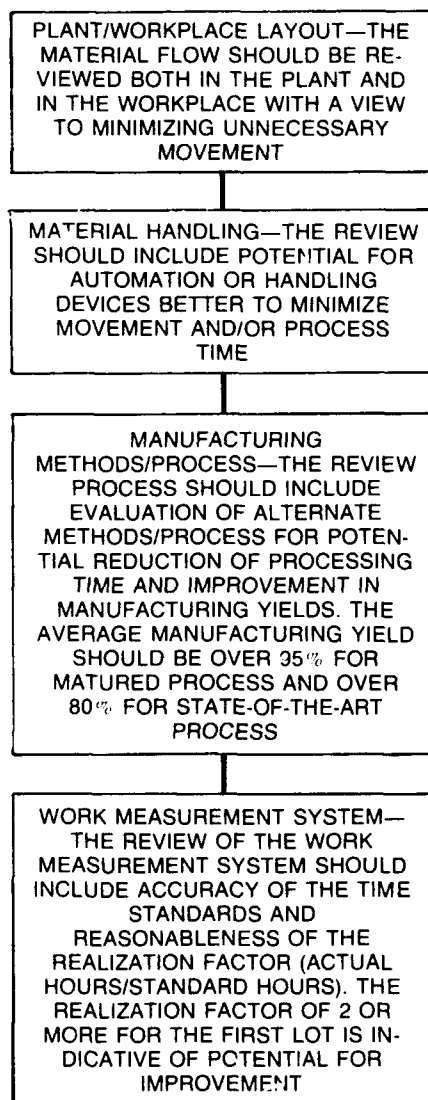 PLANT/WORKPLACE LAYOUT—THE
MATERIAL FLOW SHOULD BE RE-
VIEWED BOTH IN THE PLANT AND
IN THE WORKPLACE WITH A VIEW
TO MINIMIZING UNNECESSARY
MOVEMENT
MATERIAL HANDLING—THE REVIEW
SHOULD INCLUDE POTENTIAL FOR
AUTOMATION OR HANDLING
DEVICES BETTER TO MINIMIZE
MOVEMENT AND/OR PROCESS
TIME
MANUFACTURING
METHODS/PROCESS—THE REVIEW
PROCESS SHOULD INCLUDE
EVALUATION OF ALTERNATE
METHODS/PROCESS FOR POTEN-
TIAL REDUCTION OF PROCESSING
TIME AND IMPROVEMENT IN
MANUFACTURING YIELDS. THE
AVERAGE MANUFACTURING YIELD
SHOULD BE OVER 95% FOR
MATURED PROCESS AND OVER
80% FOR STATE-OF-THE-ART
PROCESS
WORK MEASUREMENT SYSTEM—
THE REVIEW OF THE WORK
MEASUREMENT SYSTEM SHOULD
INCLUDE ACCURACY OF THE TIME
STANDARDS AND
REASONABLENESS OF THE
REALIZATION FACTOR (ACTUAL
HOURS/STANDARD HOURS). THE
REALIZATION FACTOR OF 2 OR
MORE FOR THE FIRST LOT IS IN-
DICATIVE OF POTENTIAL FOR
IMPROVEMENT